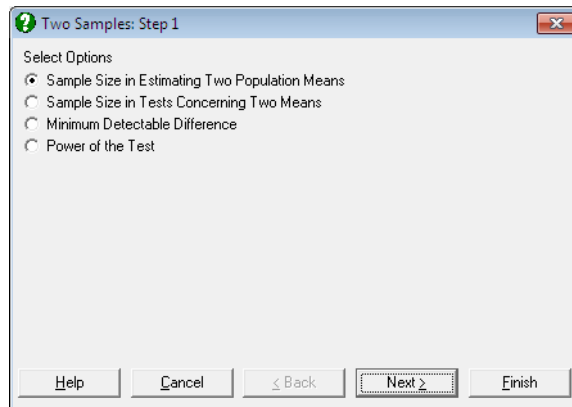 Two Samples: Step 1
Select Options
Sample Size in Estimating Two Population Means
Sample Size in Tests Concerning Two Means
Minimum Detectable Difference
Power of the Test
Help Cancel < Back Next > Finish